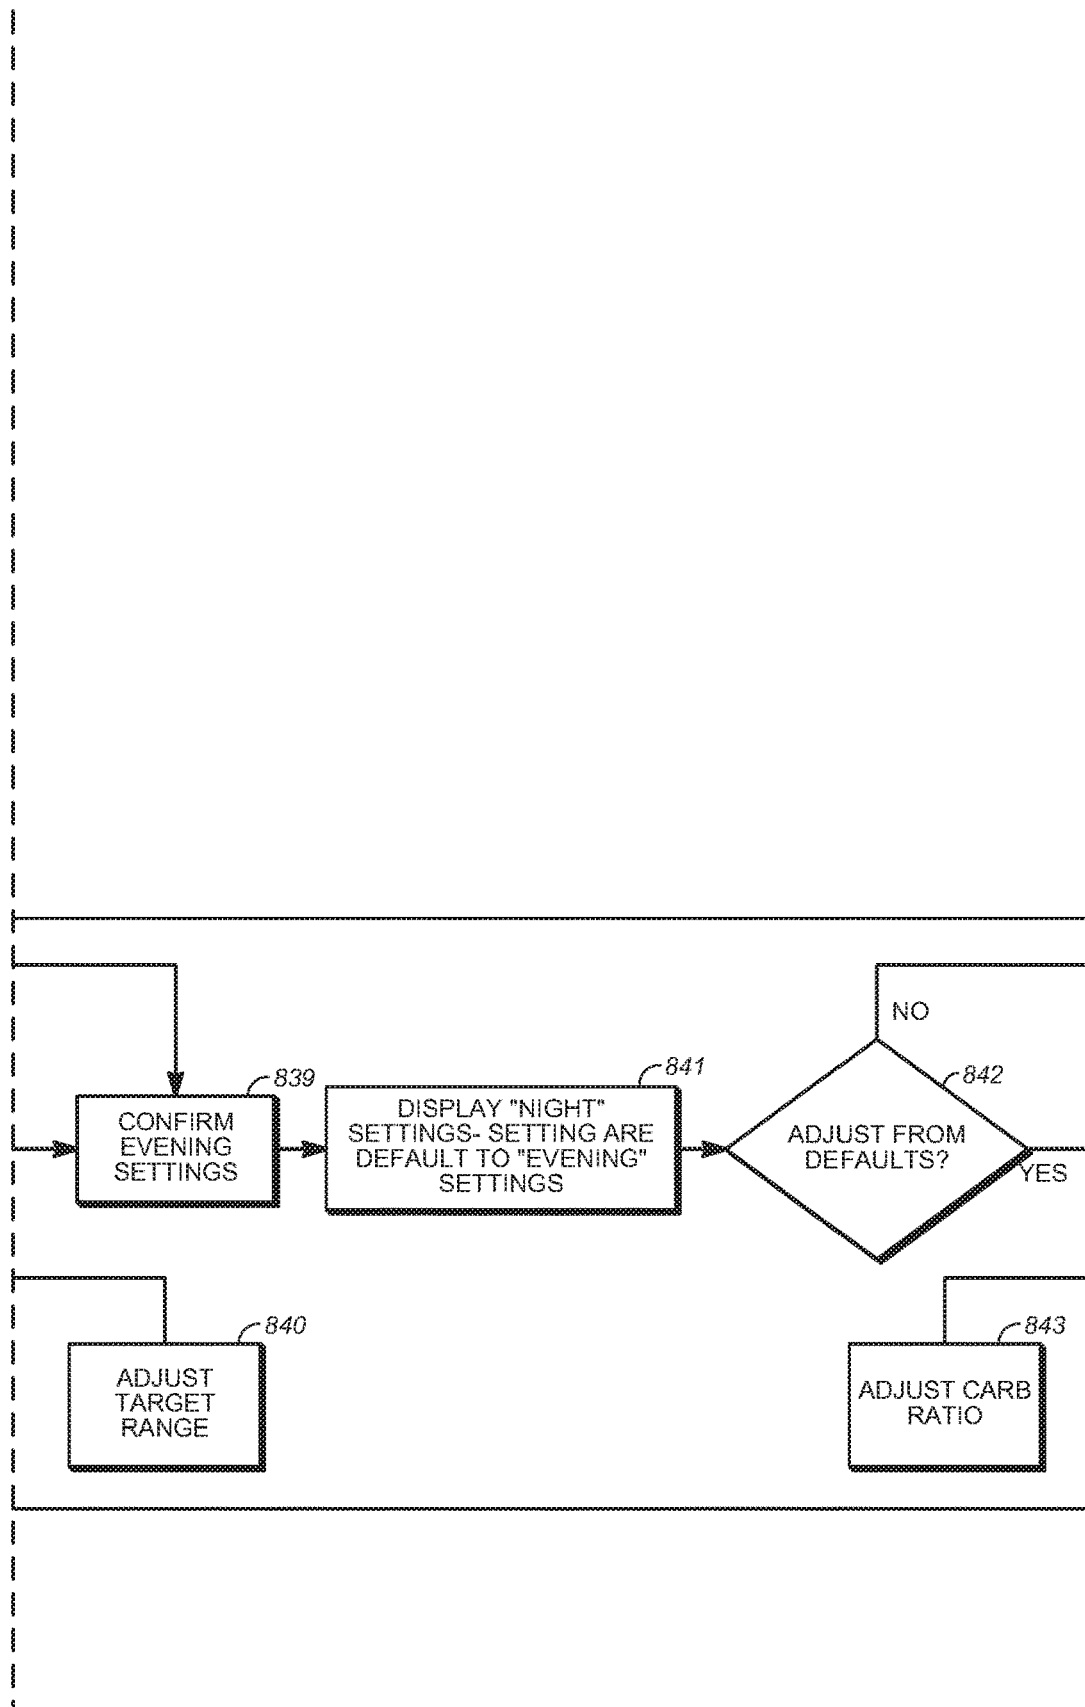 NO
839
CONFIRM
EVENING
SETTINGS
841
DISPLAY "NIGHT"
SETTINGS- SETTING ARE
DEFAULT TO "EVENING"
SETTINGS
842
ADJUST FROM
DEFAULTS?
YES
840
ADJUST
TARGET
RANGE
843
ADJUST CARB
RATIO